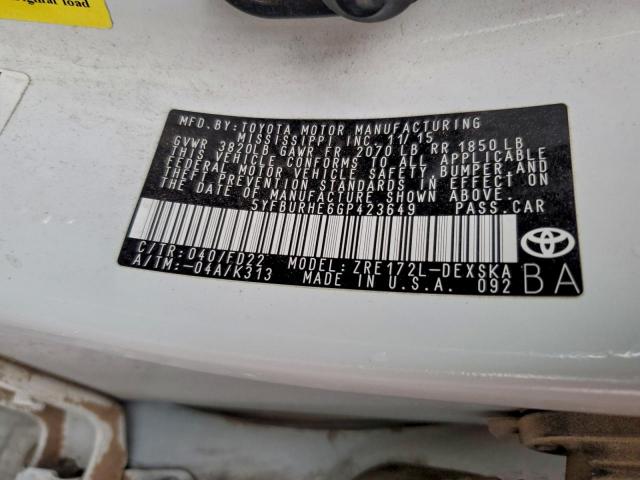 original load
MFD.BY: TOYOTA MOTOR MANUFACTURING
MISSISSIPPI, INC. 11/15
GVWR 3820LB GAWR FR 2070 LB RR 1850 LB
THIS VEHICLE CONFORMS TO ALL APPLICABLE
FEDERAL MOTOR VEHICLE SAFETY, BUMPER, AND
THEFT PREVENTION STANDARDS IN EFFECT ON
THE DATE OF MANUFACTURE SHOWN ABOVE.
5YFBURHE6GP423649 PASS.CAR
C/TR: 040/FD22 MODEL: ZRE172L-DEXSKA
A/TM:-04A/K313 MADE IN U.S.A. 092 BA